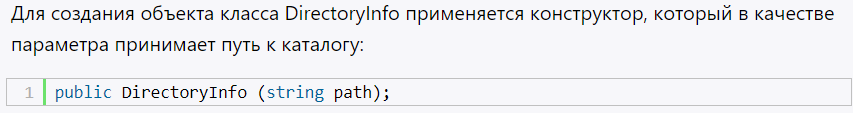 Для создания объекта класса DirectoryInfo применяется конструктор, который в качестве
параметра принимает путь к каталогу:
1 public DirectoryInfo (string path);